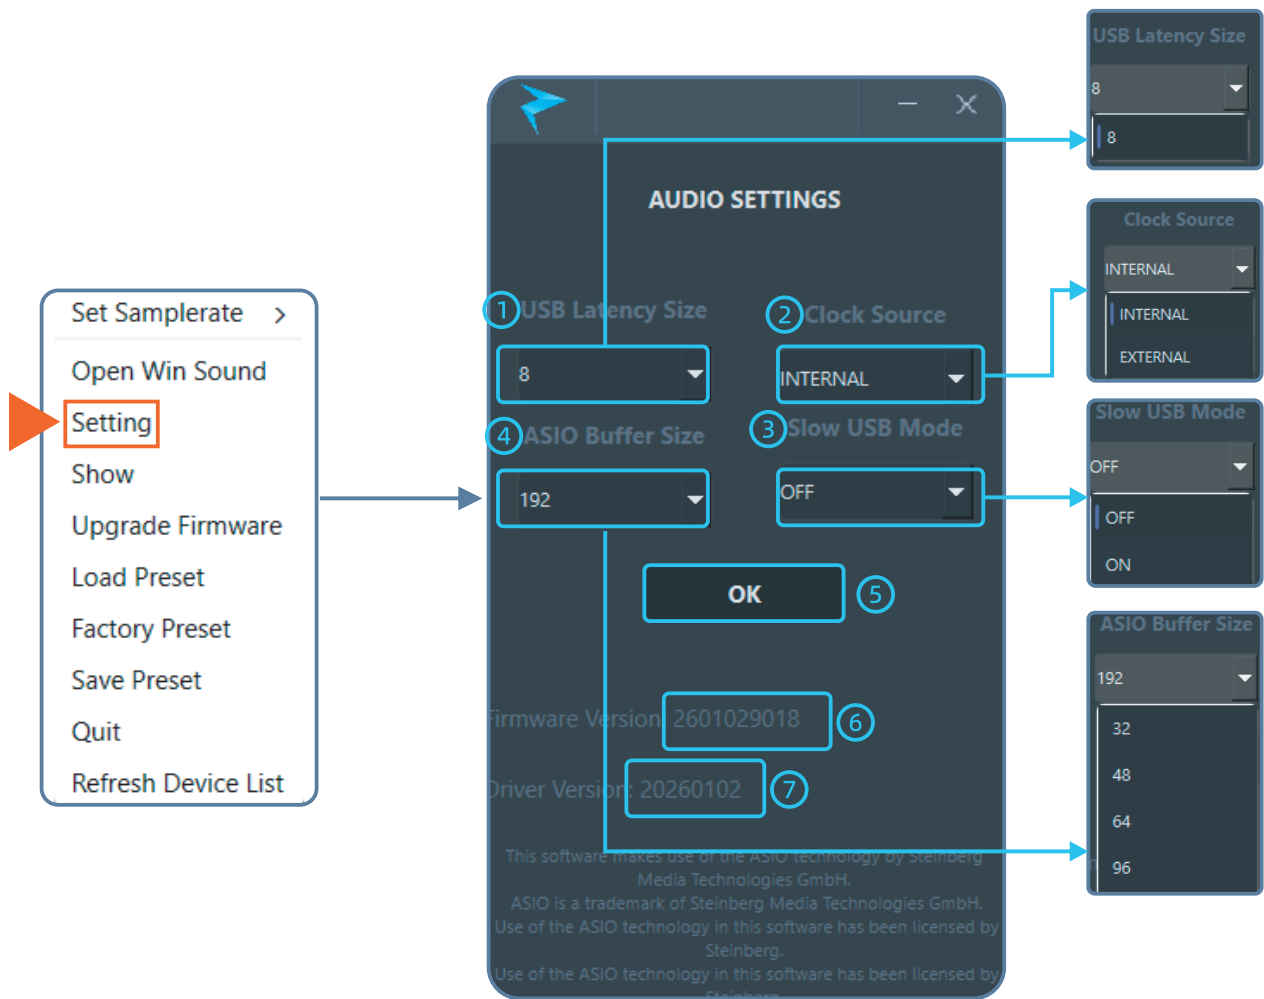 Set Samplerate >
Open Win Sound
Setting
Show
Upgrade Firmware
Load Preset
Factory Preset
Save Preset
Quit
Refresh Device List
AUDIO SETTINGS
1 USB Latency Size
8
2 Clock Source
INTERNAL
4 ASIO Buffer Size
192
3 Slow USB Mode
OFF
OK 5
Firmware Version: 2601029018 6
Driver Version: 20260102 7
This software makes use of the ASIO technology by Steinberg
Media Technologies GmbH.
ASIO is a trademark of Steinberg Media Technologies GmbH.
Use of the ASIO technology in this software has been licensed by
Steinberg.
Use of the ASIO technology in this software has been licensed by
Steinberg.
USB Latency Size
8
8
Clock Source
INTERNAL
INTERNAL
EXTERNAL
Slow USB Mode
OFF
OFF
ON
ASIO Buffer Size
192
32
48
64
96